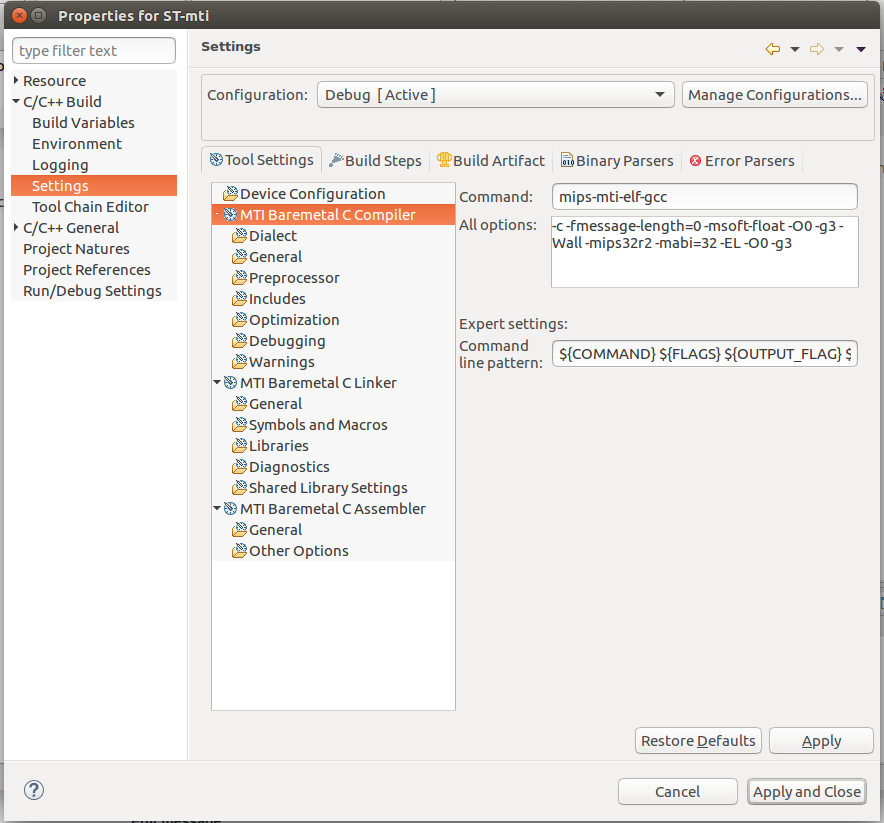 Properties for ST-mti
type filter text
Resource
C/C++ Build
Build Variables
Environment
Logging
Settings
Tool Chain Editor
C/C++ General
Project Natures
Project References
Run/Debug Settings
Settings
Configuration:
Debug [ Active ]
Manage Configurations...
Tool Settings
Build Steps
Build Artifact
Binary Parsers
Error Parsers
Device Configuration
MTI Baremetal C Compiler
Dialect
General
Preprocessor
Includes
Optimization
Debugging
Warnings
MTI Baremetal C Linker
General
Symbols and Macros
Libraries
Diagnostics
Shared Library Settings
MTI Baremetal C Assembler
General
Other Options
Command:
mips-mti-elf-gcc
All options:
-c -fmessage-length=0 -msoft-float -O0 -g3 -
Wall -mips32r2 -mabi=32 -EL -O0 -g3
Expert settings:
Command
line pattern:
${COMMAND} ${FLAGS} ${OUTPUT_FLAG} $
Restore Defaults
Apply
Cancel
Apply and Close